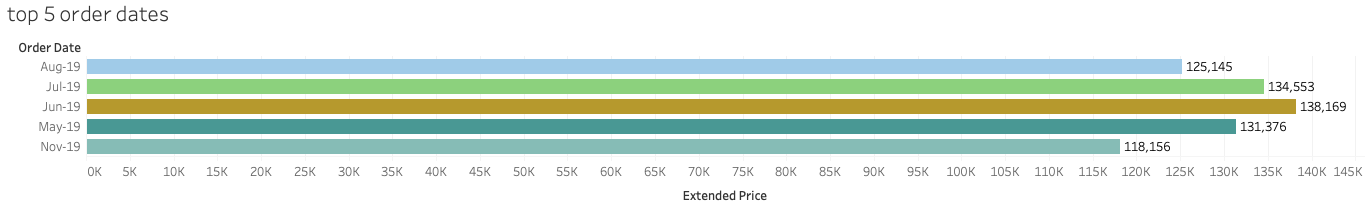 top 5 order dates
Order Date
Aug-19 125,145
Jul-19 134,553
Jun-19 138,169
May-19 131,376
Nov-19 118,156
0K 5K 10K 15K 20K 25K 30K 35K 40K 45K 50K 55K 60K 65K 70K 75K 80K 85K 90K 95K 100K 105K 110K 115K 120K 125K 130K 135K 140K 145K
Extended Price